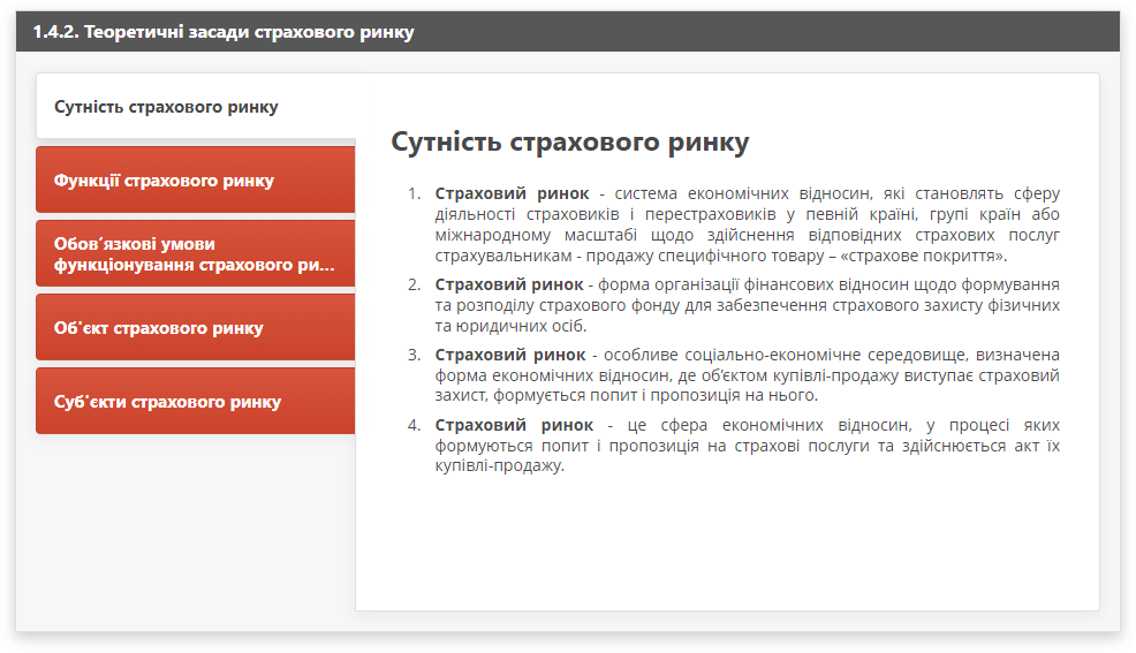 1.4.2. Теоретичні засади страхового ринку
Сутність страхового ринку
Функції страхового ринку
Обов’язкові умови
функціонування страхового ри...
Об'єкт страхового ринку
Суб'єкти страхового ринку
Сутність страхового ринку
1. Страховий ринок - система економічних відносин, які становлять сферу
діяльності страховиків і перестраховиків у певній країні, групі країн або
міжнародному масштабі щодо здійснення відповідних страхових послуг
страхувальникам - продажу специфічного товару – «страхове покриття».
2. Страховий ринок - форма організації фінансових відносин щодо формування
та розподілу страхового фонду для забезпечення страхового захисту фізичних
та юридичних осіб.
3. Страховий ринок - особливе соціально-економічне середовище, визначена
форма економічних відносин, де об’єктом купівлі-продажу виступає страховий
захист, формується попит і пропозиція на нього.
4. Страховий ринок - це сфера економічних відносин, у процесі яких
формуються попит і пропозиція на страхові послуги та здійснюється акт їх
купівлі-продажу.